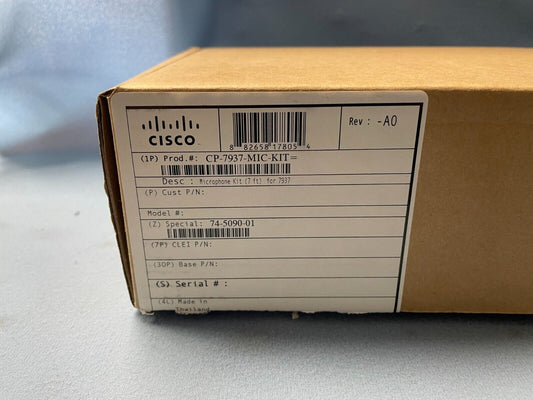 CISCO
8 82658 17805 4
Rev : -A0
(1P) Prod.#: CP-7937-MIC-KIT=
Desc : Microphone Kit (7 ft) for 7937
(P) Cust P/N:
Model #:
(Z) Special: 74-5090-01
(7P) CLEI P/N:
(30P) Base P/N:
(S) Serial # :
(4L) Made in
Thailand